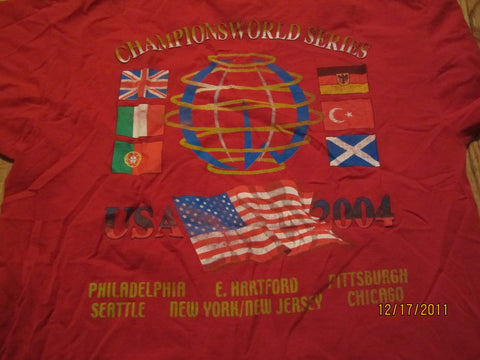 CHAMPIONSWORLD SERIES
USA 2004
PHILADELPHIA E. HARTFORD PITTSBURGH
SEATTLE NEW YORK/NEW JERSEY CHICAGO
12/17/2011